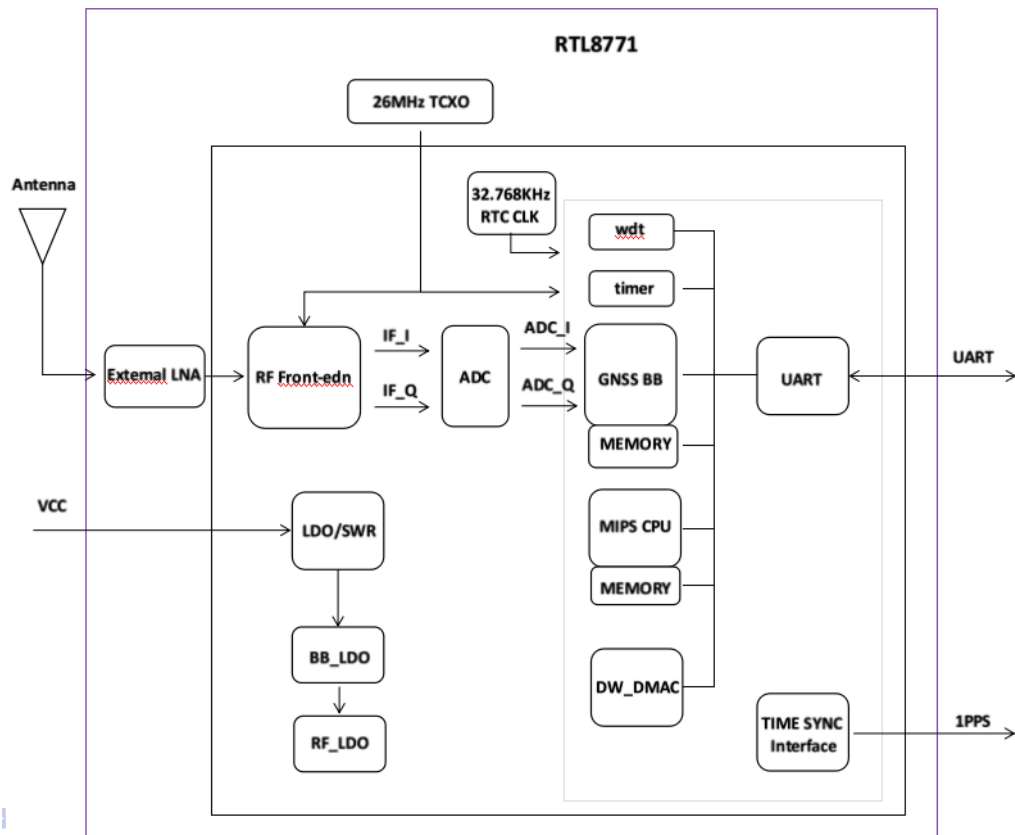 RTL8771
26MHz TCXO
Antenna
32.768KHz
RTC CLK
wdt
timer
External LNA
RF Front-edn
IF_I
IF_Q
ADC
ADC_I
ADC_Q
GNSS BB
MEMORY
UART
UART
VCC
LDO/SWR
MIPS CPU
MEMORY
BB_LDO
DW_DMAC
RF_LDO
TIME SYNC
Interface
1PPS